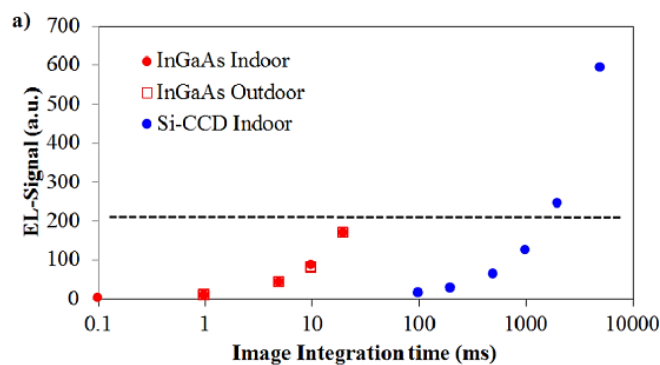 a)
700
600
500
400
300
200
100
0
EL-Signal (a.u.)
InGaAs Indoor
InGaAs Outdoor
Si-CCD Indoor
0.1 1 10 100 1000 10000
Image Integration time (ms)